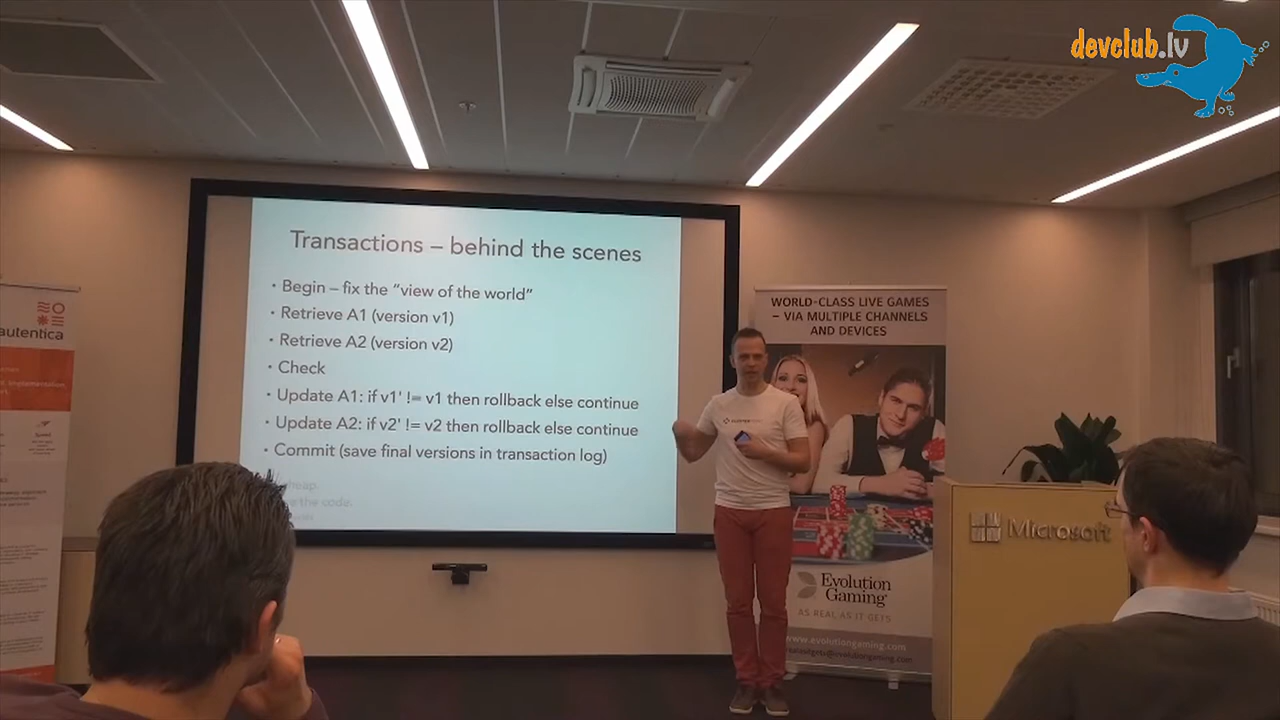 devclub.lv
Transactions – behind the scenes
• Begin – fix the “view of the world”
• Retrieve A1 (version v1)
• Retrieve A2 (version v2)
• Check
• Update A1: if v1' != v1 then rollback else continue
• Update A2: if v2' != v2 then rollback else continue
• Commit (save final versions in transaction log)
the code.
autentica
WORLD-CLASS LIVE GAMES
– VIA MULTIPLE CHANNELS
AND DEVICES
Evolution
Gaming
AS REAL AS IT GETS
www.evolutiongaming.com
Microsoft